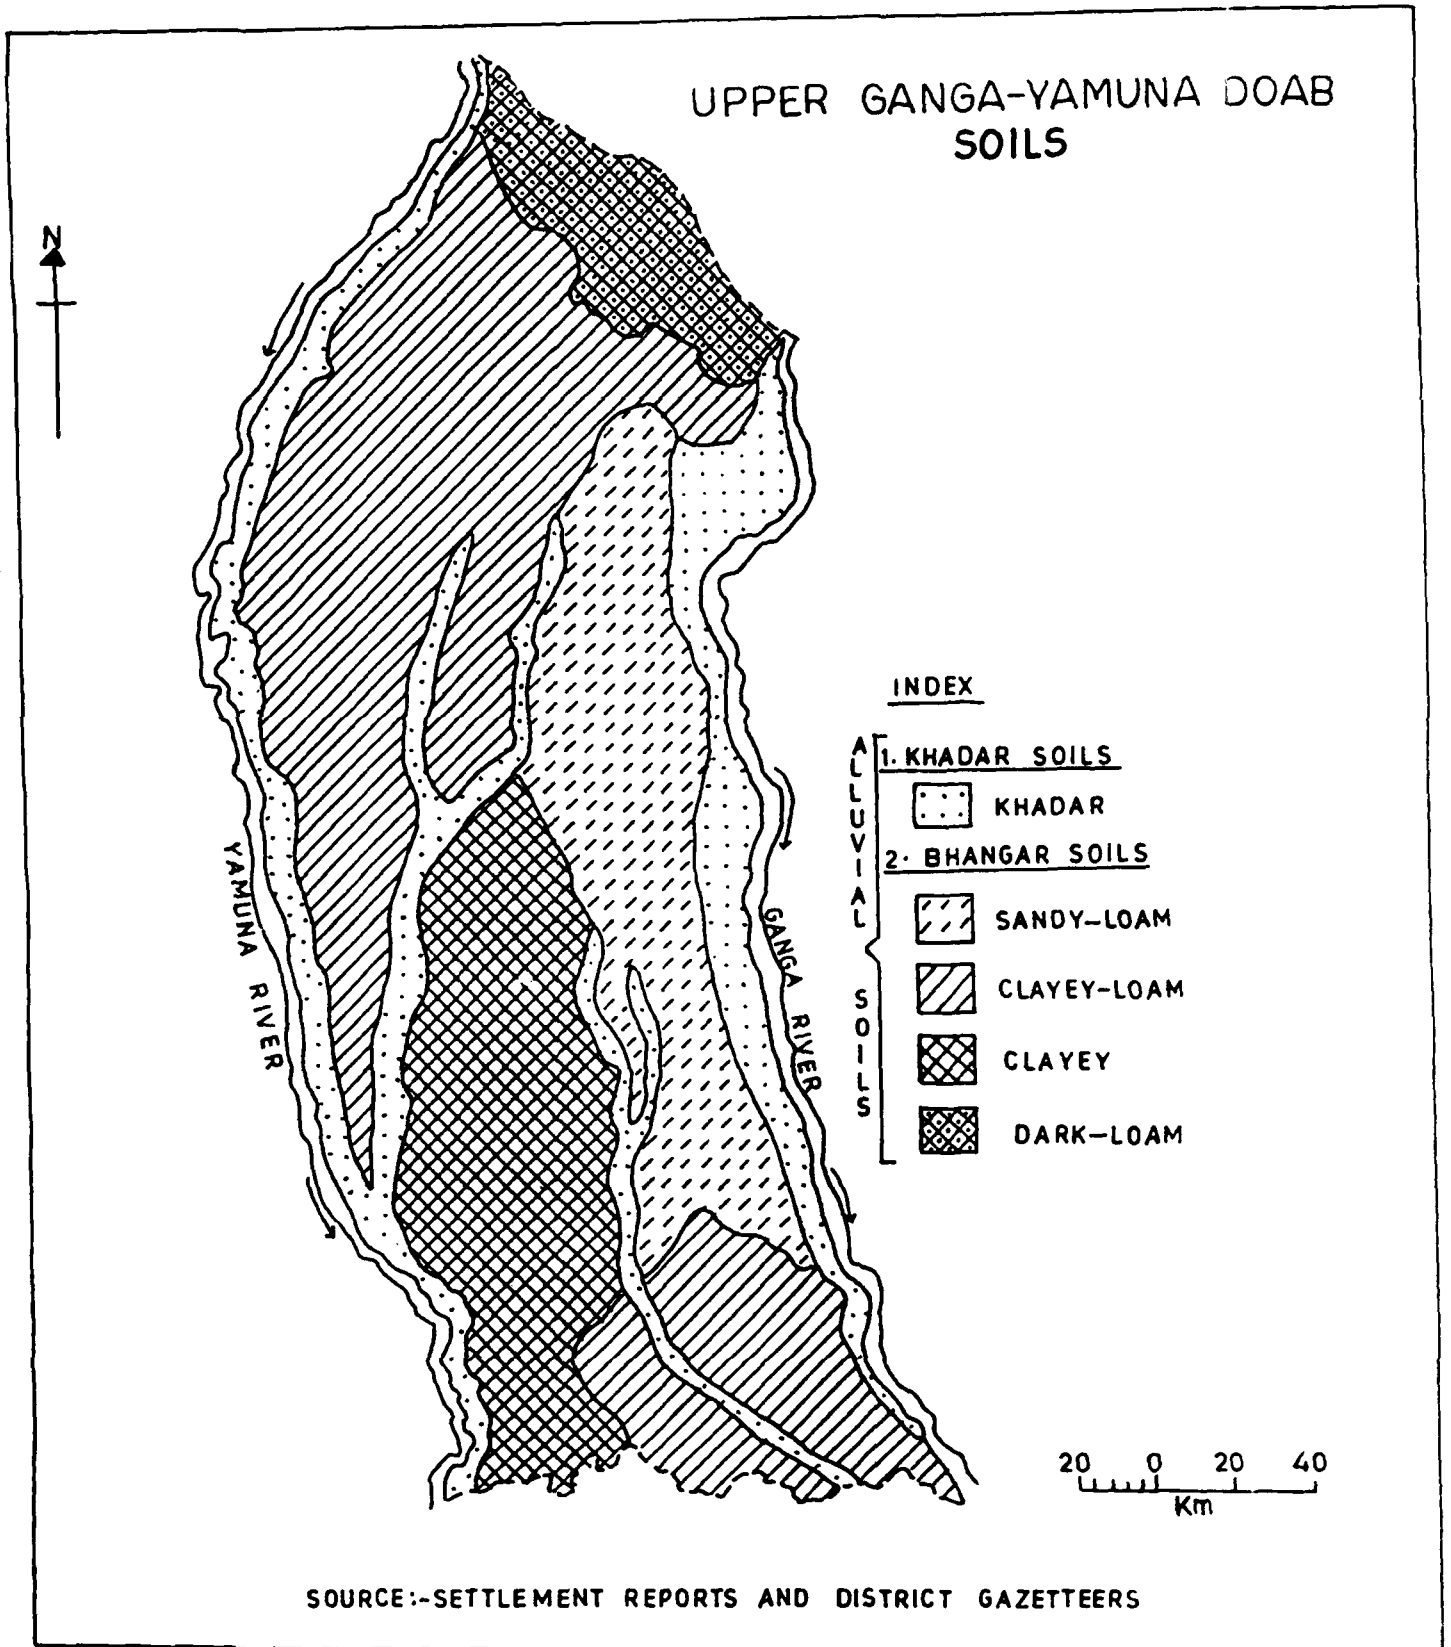 UPPER GANGA-YAMUNA DOAB
SOILS
N
INDEX
ALLUVIAL SOILS
1. KHADAR SOILS
KHADAR
2. BHANGAR SOILS
SANDY-LOAM
CLAYEY-LOAM
CLAYEY
DARK-LOAM
YAMUNA RIVER
GANGA RIVER
20 0 20 40
Km
SOURCE:-SETTLEMENT REPORTS AND DISTRICT GAZETTEERS